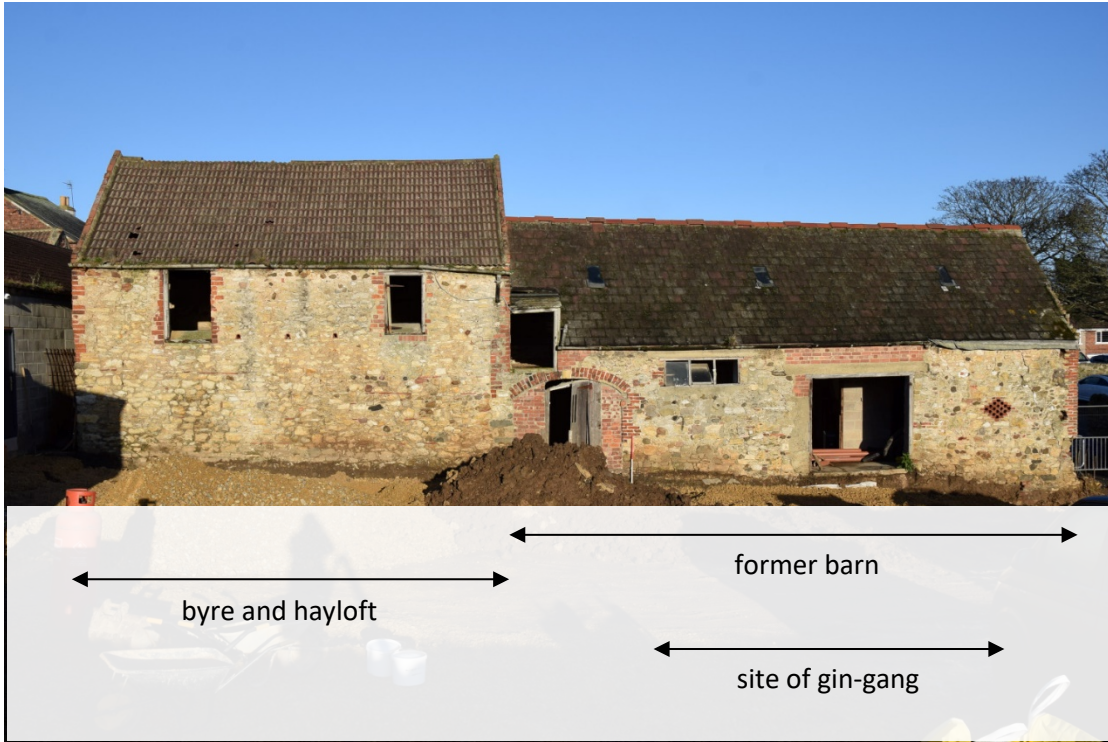 former barn
byre and hayloft
site of gin-gang